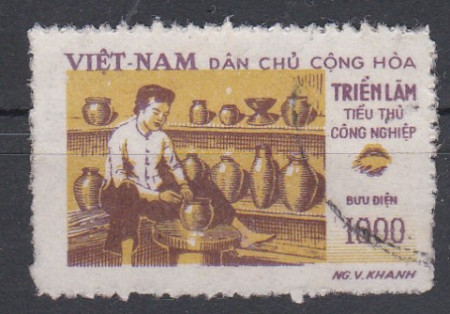 VIỆT-NAM DÂN CHỦ CỘNG HÒA
TRIỂN LÃM
TIỂU THỦ
CÔNG NGHIỆP
BƯU ĐIỆN
1000
NG. V. KHANH